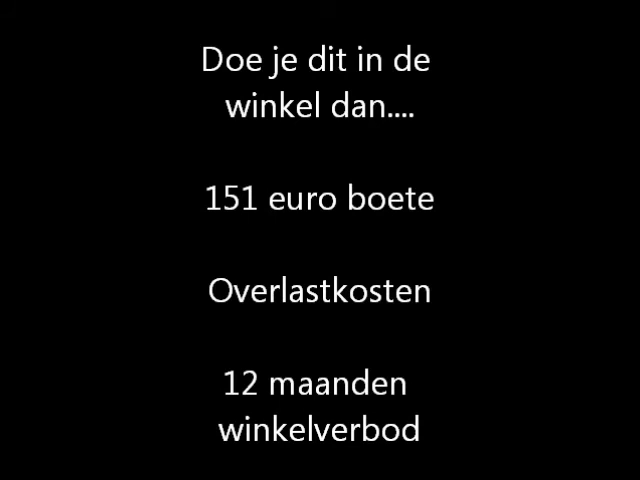 Doe je dit in de
winkel dan....
151 euro boete
Overlastkosten
12 maanden
winkelverbod